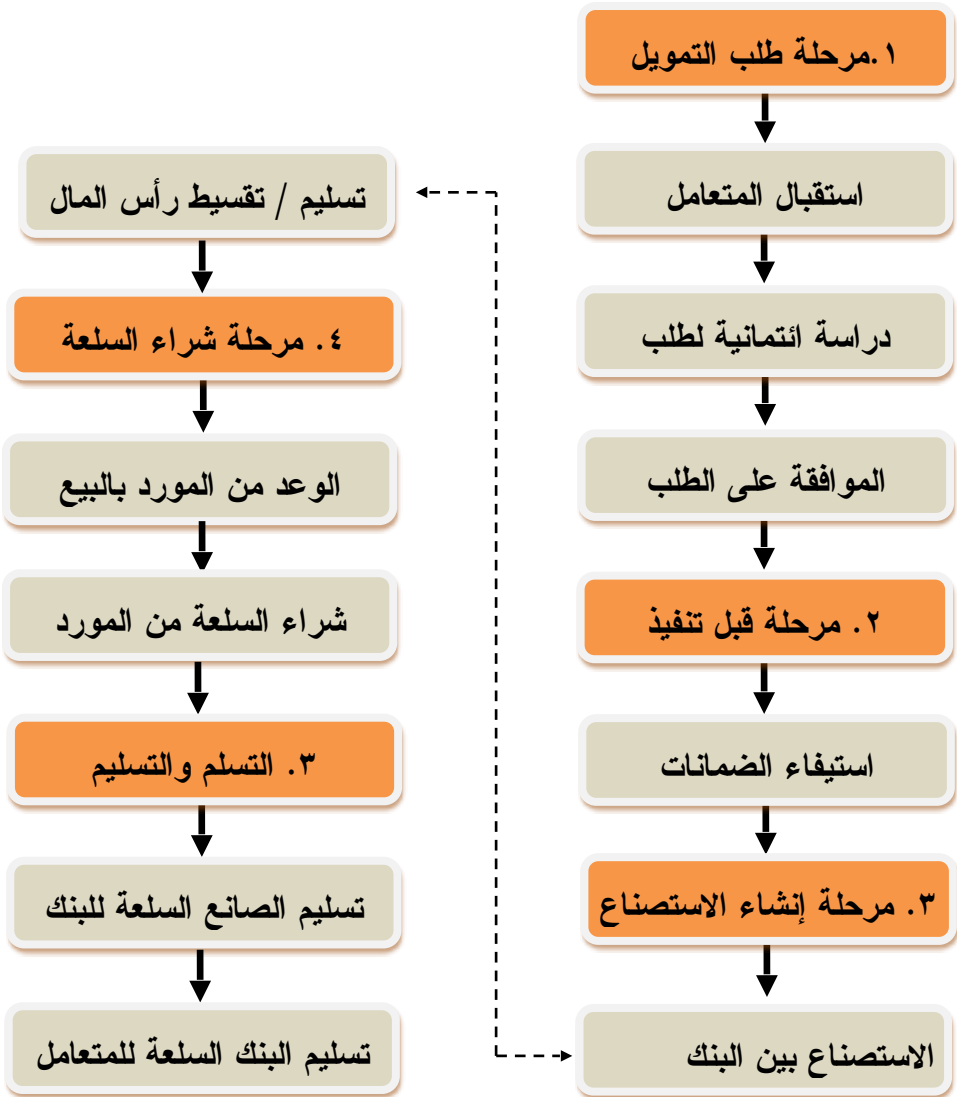 ١.مرحلة طلب التمويل
استقبال المتعامل
دراسة ائتمانية لطلب
الموافقة على الطلب
٢. مرحلة قبل تنفيذ
استيفاء الضمانات
٣. مرحلة إنشاء الاستصناع
الاستصناع بين البنك
تسليم / تقسيط رأس المال
٤. مرحلة شراء السلعة
الوعد من المورد بالبيع
شراء السلعة من المورد
٣. التسلم والتسليم
تسليم الصانع السلعة للبنك
تسليم البنك السلعة للمتعامل